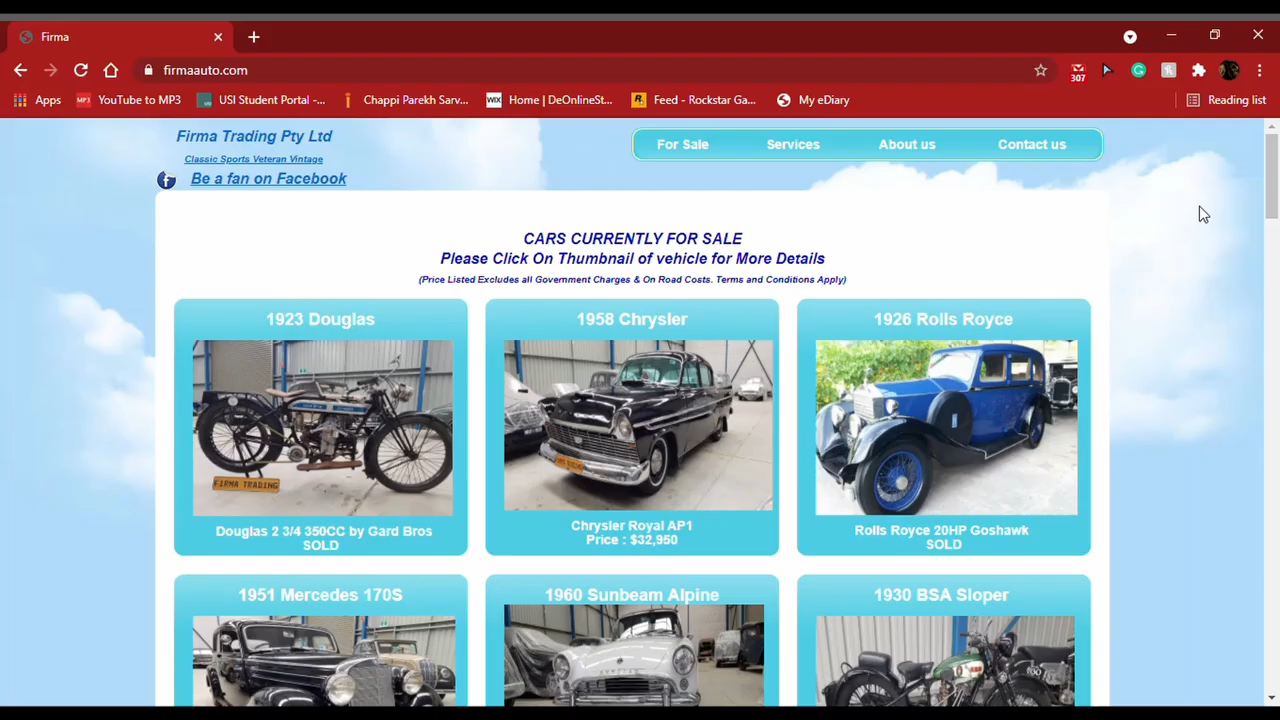 Firma
firmaauto.com
307
Apps
MP3 YouTube to MP3
USI Student Portal -...
Chappi Parekh Sarv...
WIX Home | DeOnlineSt...
R Feed - Rockstar Ga...
My eDiary
Reading list
Firma Trading Pty Ltd
Classic Sports Veteran Vintage
f Be a fan on Facebook
For Sale Services About us Contact us
CARS CURRENTLY FOR SALE
Please Click On Thumbnail of vehicle for More Details
(Price Listed Excludes all Government Charges & On Road Costs. Terms and Conditions Apply)
1923 Douglas
FIRMA TRADING
Douglas 2 3/4 350CC by Gard Bros
SOLD
1958 Chrysler
Chrysler Royal AP1
Price : $32,950
1926 Rolls Royce
Rolls Royce 20HP Goshawk
SOLD
1951 Mercedes 170S
1960 Sunbeam Alpine
1930 BSA Sloper